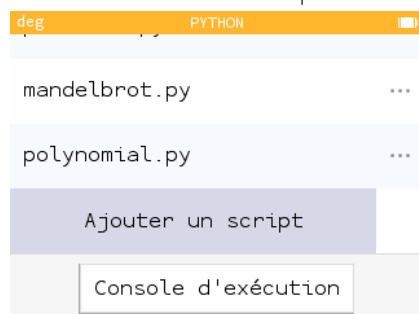 deg PYTHON
mandelbrot.py
polynomial.py
Ajouter un script
Console d'exécution